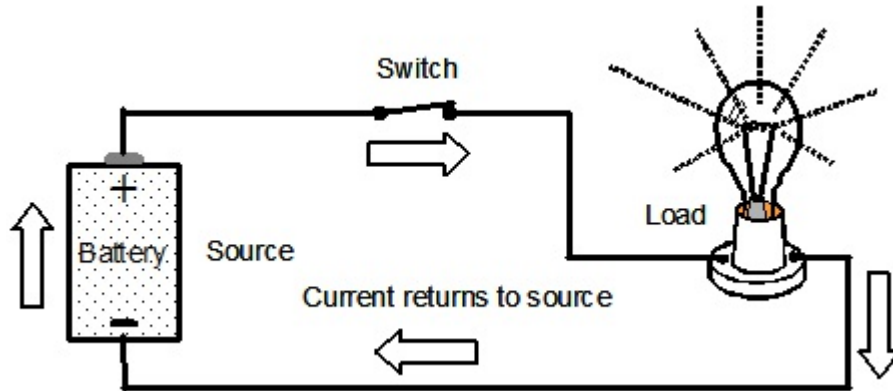 Switch
+
Battery
Source
Load
Current returns to source
-